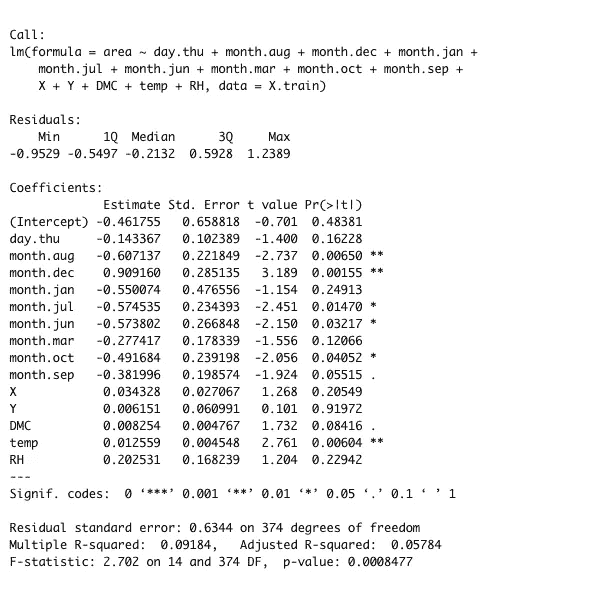 Call:
lm(formula = area ~ day.thu + month.aug + month.dec + month.jan +
month.jul + month.jun + month.mar + month.oct + month.sep +
X + Y + DMC + temp + RH, data = X.train)
Residuals:
Min 1Q Median 3Q Max
-0.9529 -0.5497 -0.2132 0.5928 1.2389
Coefficients:
Estimate Std. Error t value Pr(>|t|)
(Intercept) -0.461755 0.658818 -0.701 0.48381
day.thu -0.143367 0.102389 -1.400 0.16228
month.aug -0.607137 0.221849 -2.737 0.00650 **
month.dec 0.909160 0.285135 3.189 0.00155 **
month.jan -0.550074 0.476556 -1.154 0.24913
month.jul -0.574535 0.234393 -2.451 0.01470 *
month.jun -0.573802 0.266848 -2.150 0.03217 *
month.mar -0.277417 0.178339 -1.556 0.12066
month.oct -0.491684 0.239198 -2.056 0.04052 *
month.sep -0.381996 0.198574 -1.924 0.05515 .
X 0.034328 0.027067 1.268 0.20549
Y 0.006151 0.060991 0.101 0.91972
DMC 0.008254 0.004767 1.732 0.08416 .
temp 0.012559 0.004548 2.761 0.00604 **
RH 0.202531 0.168239 1.204 0.22942
---
Signif. codes: 0 ‘***’ 0.001 ‘**’ 0.01 ‘*’ 0.05 ‘.’ 0.1 ‘ ’ 1
Residual standard error: 0.6344 on 374 degrees of freedom
Multiple R-squared: 0.09184, Adjusted R-squared: 0.05784
F-statistic: 2.702 on 14 and 374 DF, p-value: 0.0008477